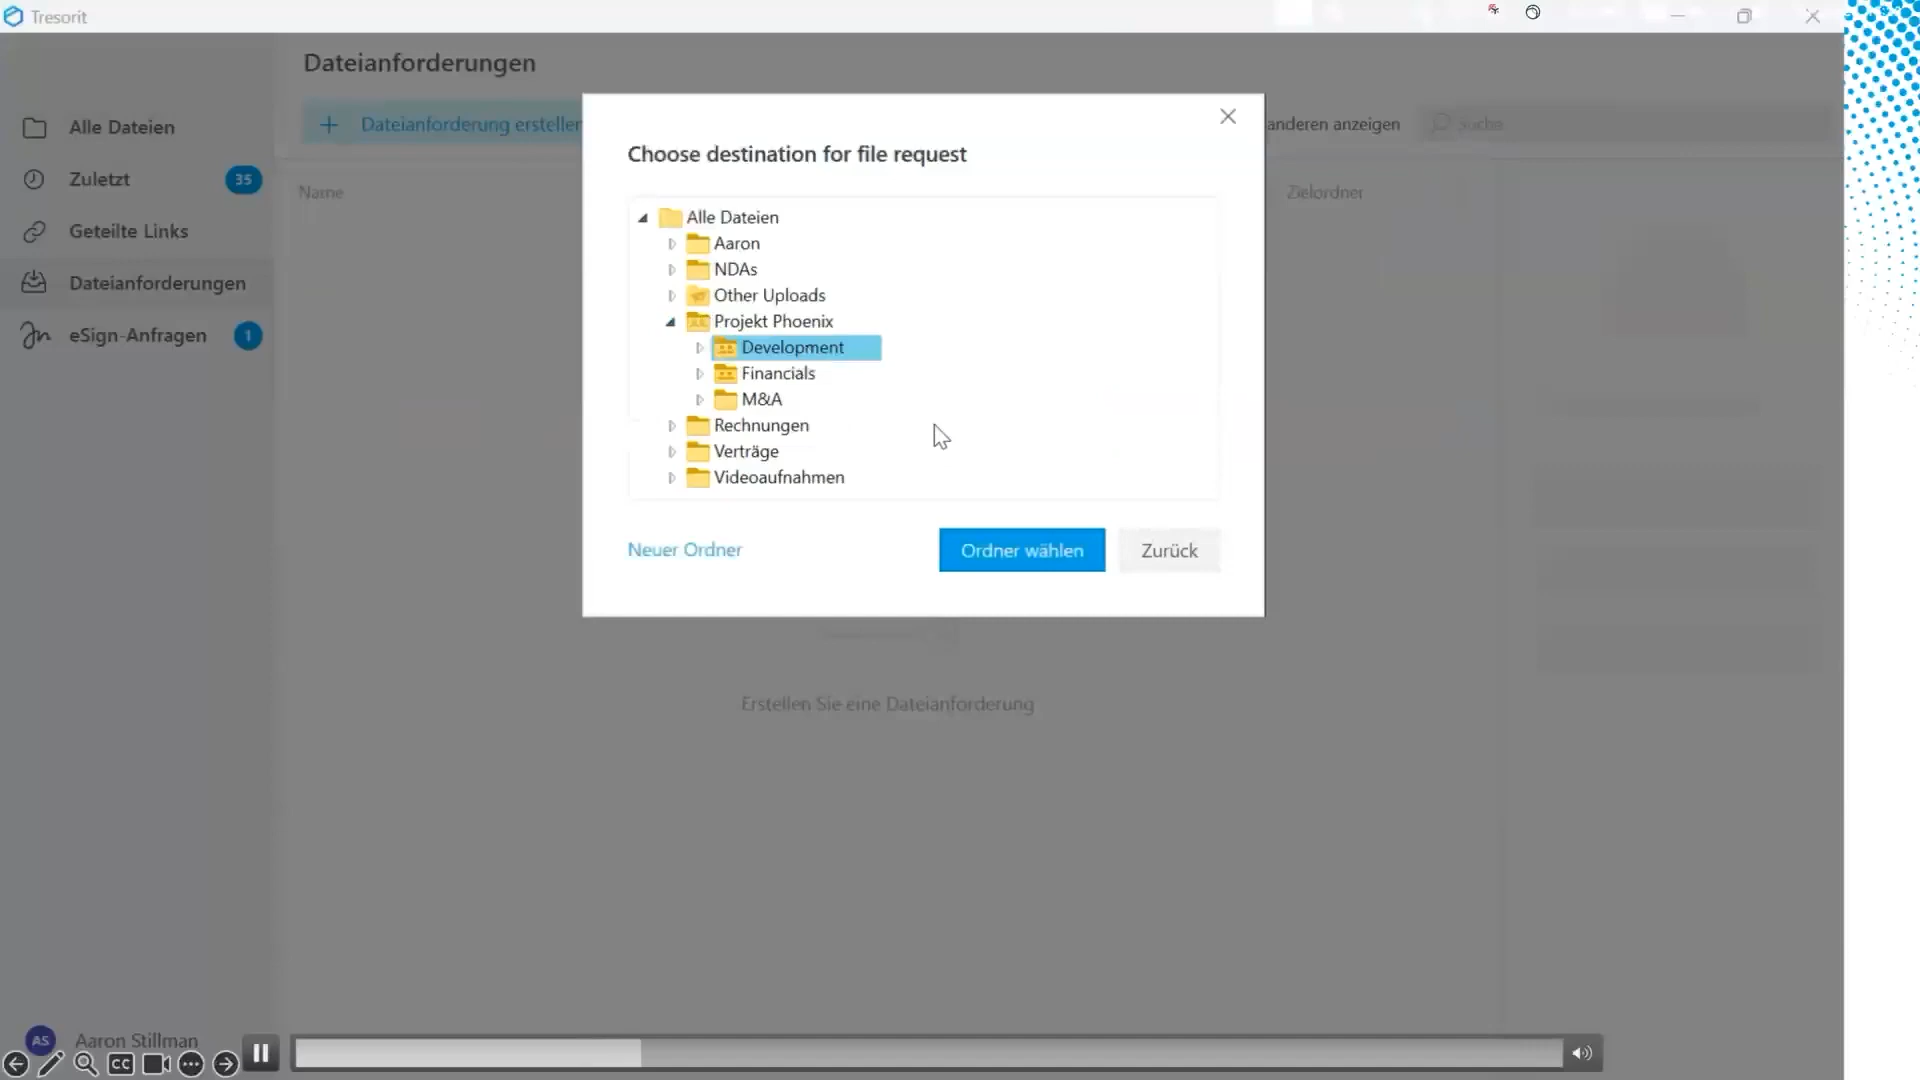 Tresorit
Dateianforderungen
Alle Dateien
Dateianforderung erstellen
anderen anzeigen
Suche
Choose destination for file request
Zuletzt
35
Name
Zielordner
Alle Dateien
Geteilte Links
Aaron
NDAs
Dateianforderungen
Other Uploads
Projekt Phoenix
eSign-Anfragen
1
Development
Financials
M&A
Rechnungen
Verträge
Videoaufnahmen
Neuer Ordner
Ordner wählen
Zurück
Erstellen Sie eine Dateianforderung
AS
Aaron Stillman
CC